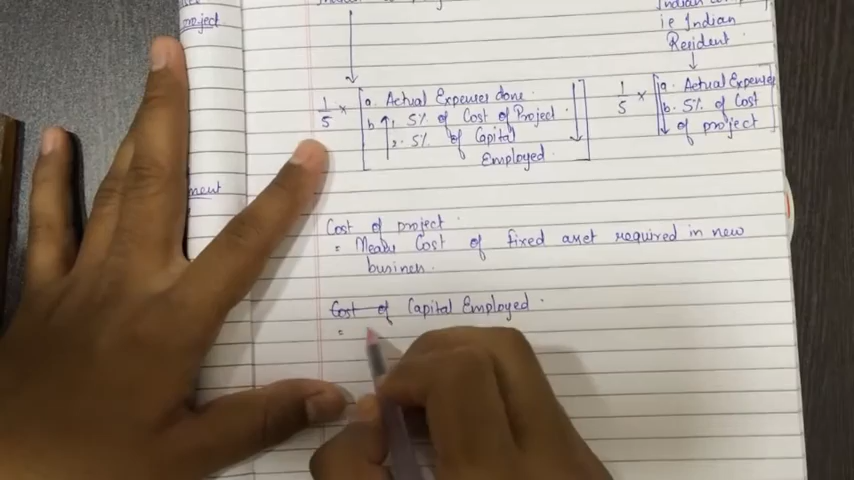 project
Indian
ie Indian
Resident
1/5 × [a. Actual Expenses done.
b ↑ 1. 5% of Cost of Project.
2. 5% of Capital
Employed]
1/5 × [a. Actual Expenses
b. 5% of Cost
of project]
ment
Cost of project.
= Means Cost of fixed asset required in new
business.
Cost of Capital Employed.
=